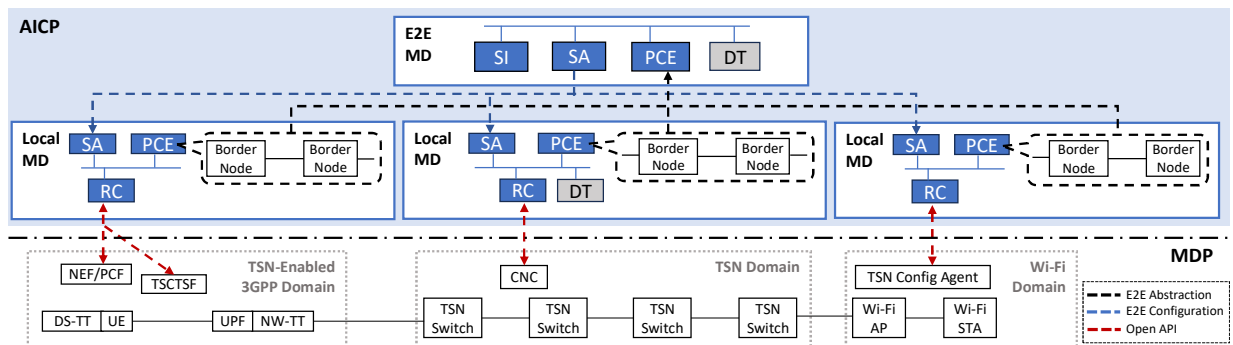 AICP
E2E
MD
SI
SA
PCE
DT
Local
MD
SA
PCE
Border
Node
Border
Node
RC
Local
MD
SA
PCE
Border
Node
Border
Node
RC
DT
Local
MD
SA
PCE
Border
Node
Border
Node
RC
MDP
NEF/PCF
TSCTSF
TSN-Enabled
3GPP Domain
DS-TT
UE
UPF
NW-TT
CNC
TSN Domain
TSN
Switch
TSN
Switch
TSN
Switch
TSN
Switch
TSN Config Agent
Wi-Fi
Domain
Wi-Fi
AP
Wi-Fi
STA
E2E Abstraction
E2E Configuration
Open API